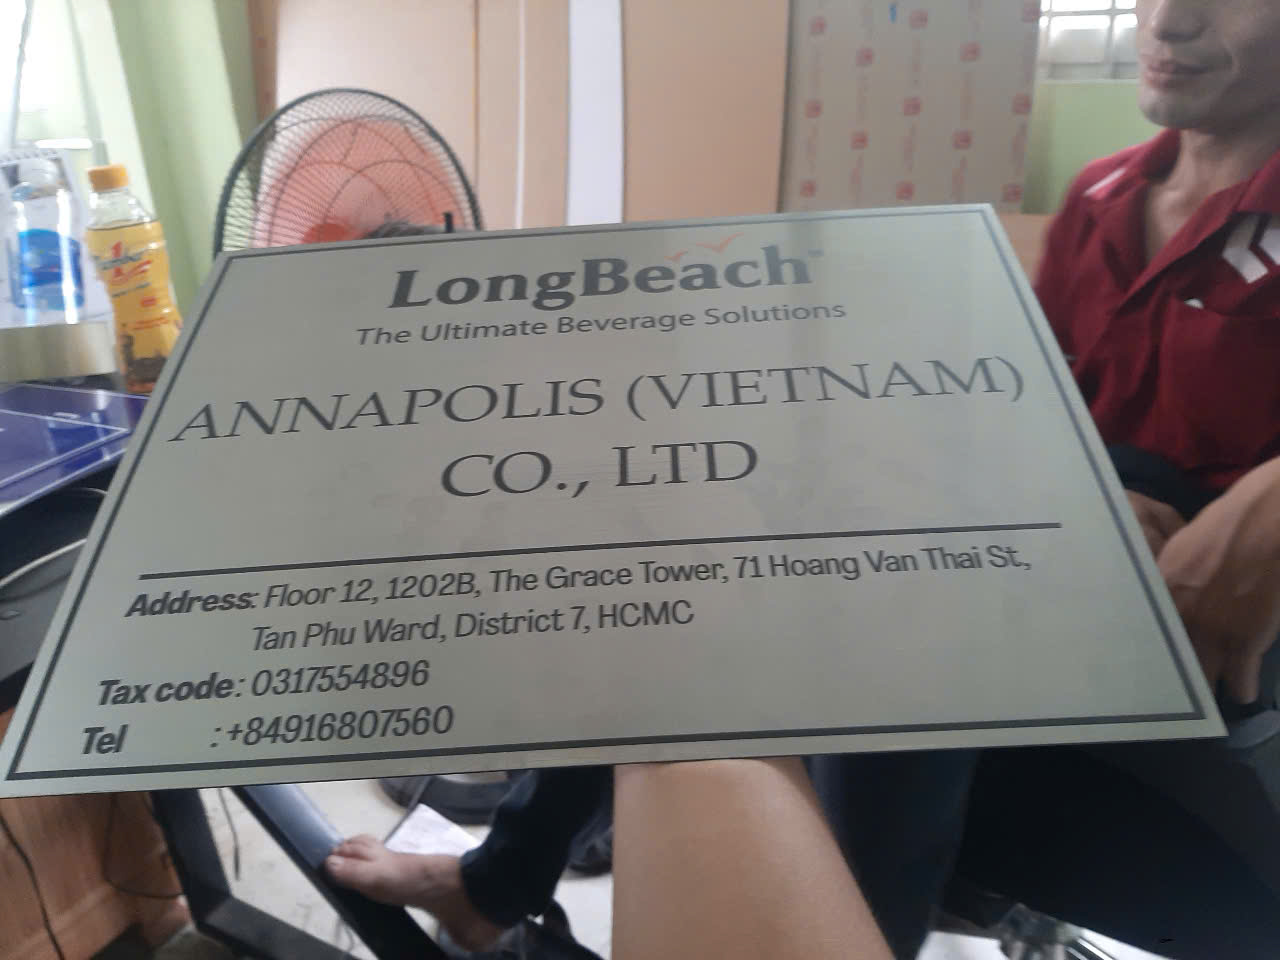 LongBeach™
The Ultimate Beverage Solutions
ANNAPOLIS (VIETNAM)
CO., LTD
Address: Floor 12, 1202B, The Grace Tower, 71 Hoang Van Thai St.,
Tan Phu Ward, District 7, HCMC
Tax code: 0317554896
Tel : +84916807560